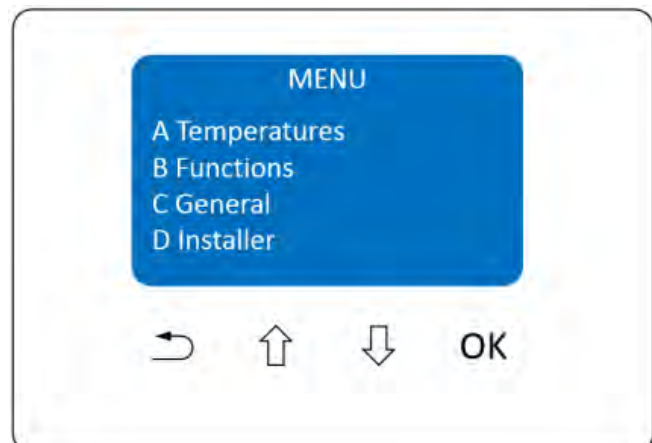 MENU
A Temperatures
B Functions
C General
D Installer
OK